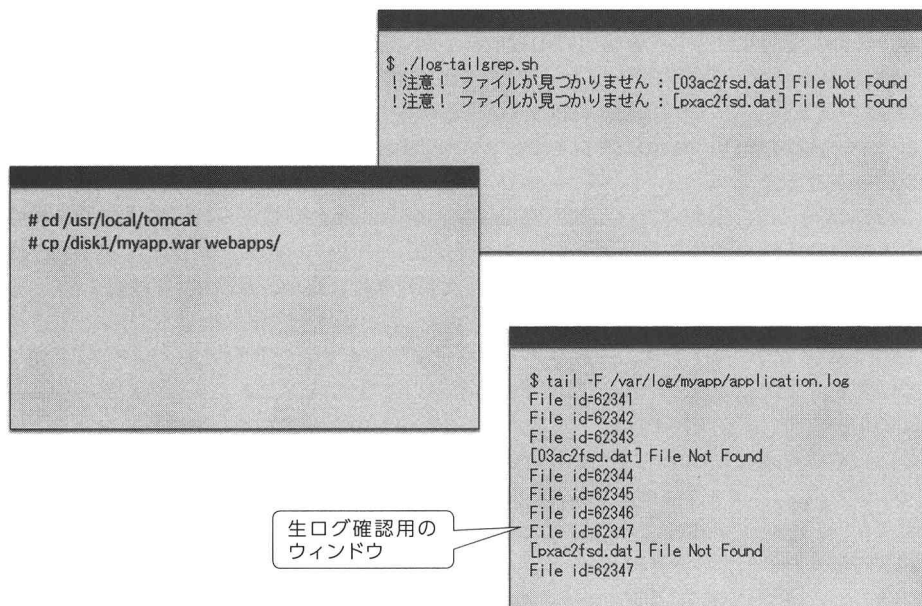 $ ./log-tailgrep.sh
！注意！ ファイルが見つかりません : [03ac2fsd.dat] File Not Found
！注意！ ファイルが見つかりません : [pxac2fsd.dat] File Not Found
# cd /usr/local/tomcat
# cp /disk1/myapp.war webapps/
$ tail -F /var/log/myapp/application.log
File id=62341
File id=62342
File id=62343
[03ac2fsd.dat] File Not Found
File id=62344
File id=62345
File id=62346
File id=62347
[pxac2fsd.dat] File Not Found
File id=62347
生ログ確認用の
ウィンドウ